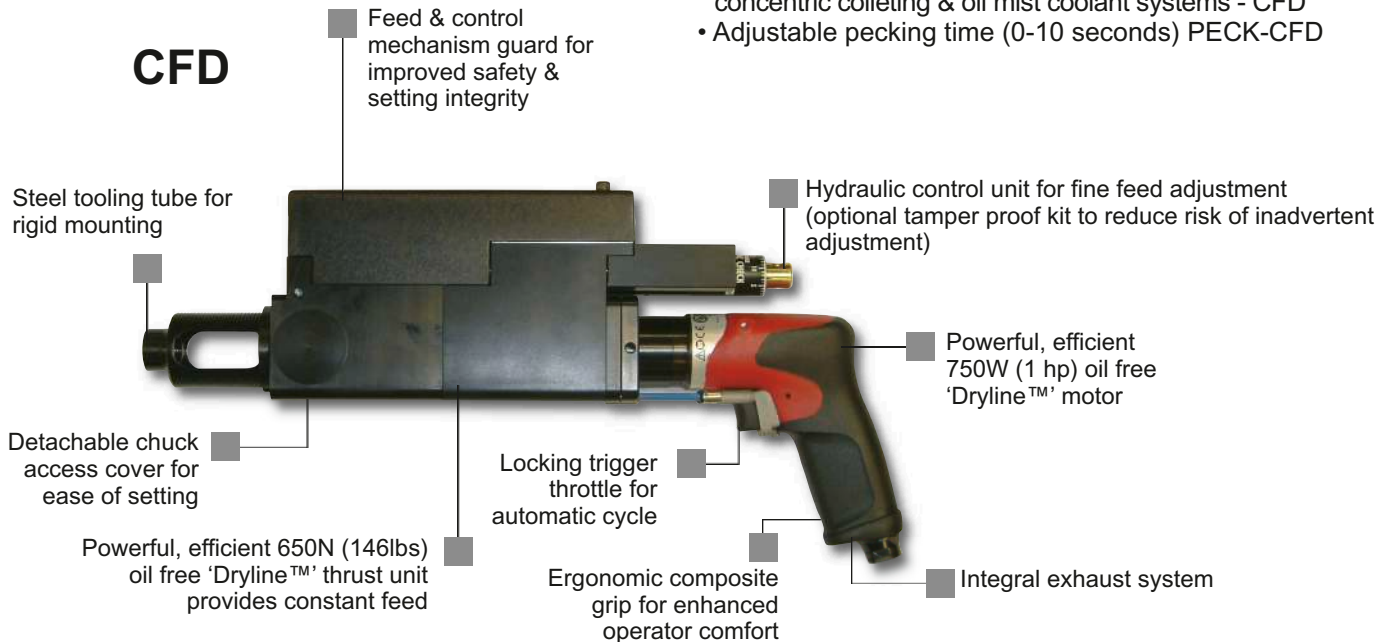 concentric colleting & oil mist coolant systems - CFD
• Adjustable pecking time (0-10 seconds) PECK-CFD
CFD
Feed & control
mechanism guard for
improved safety &
setting integrity
Steel tooling tube for
rigid mounting
Hydraulic control unit for fine feed adjustment
(optional tamper proof kit to reduce risk of inadvertent
adjustment)
Powerful, efficient
750W (1 hp) oil free
‘Dryline™’ motor
Detachable chuck
access cover for
ease of setting
Locking trigger
throttle for
automatic cycle
Powerful, efficient 650N (146lbs)
oil free ‘Dryline™’ thrust unit
provides constant feed
Ergonomic composite
grip for enhanced
operator comfort
Integral exhaust system